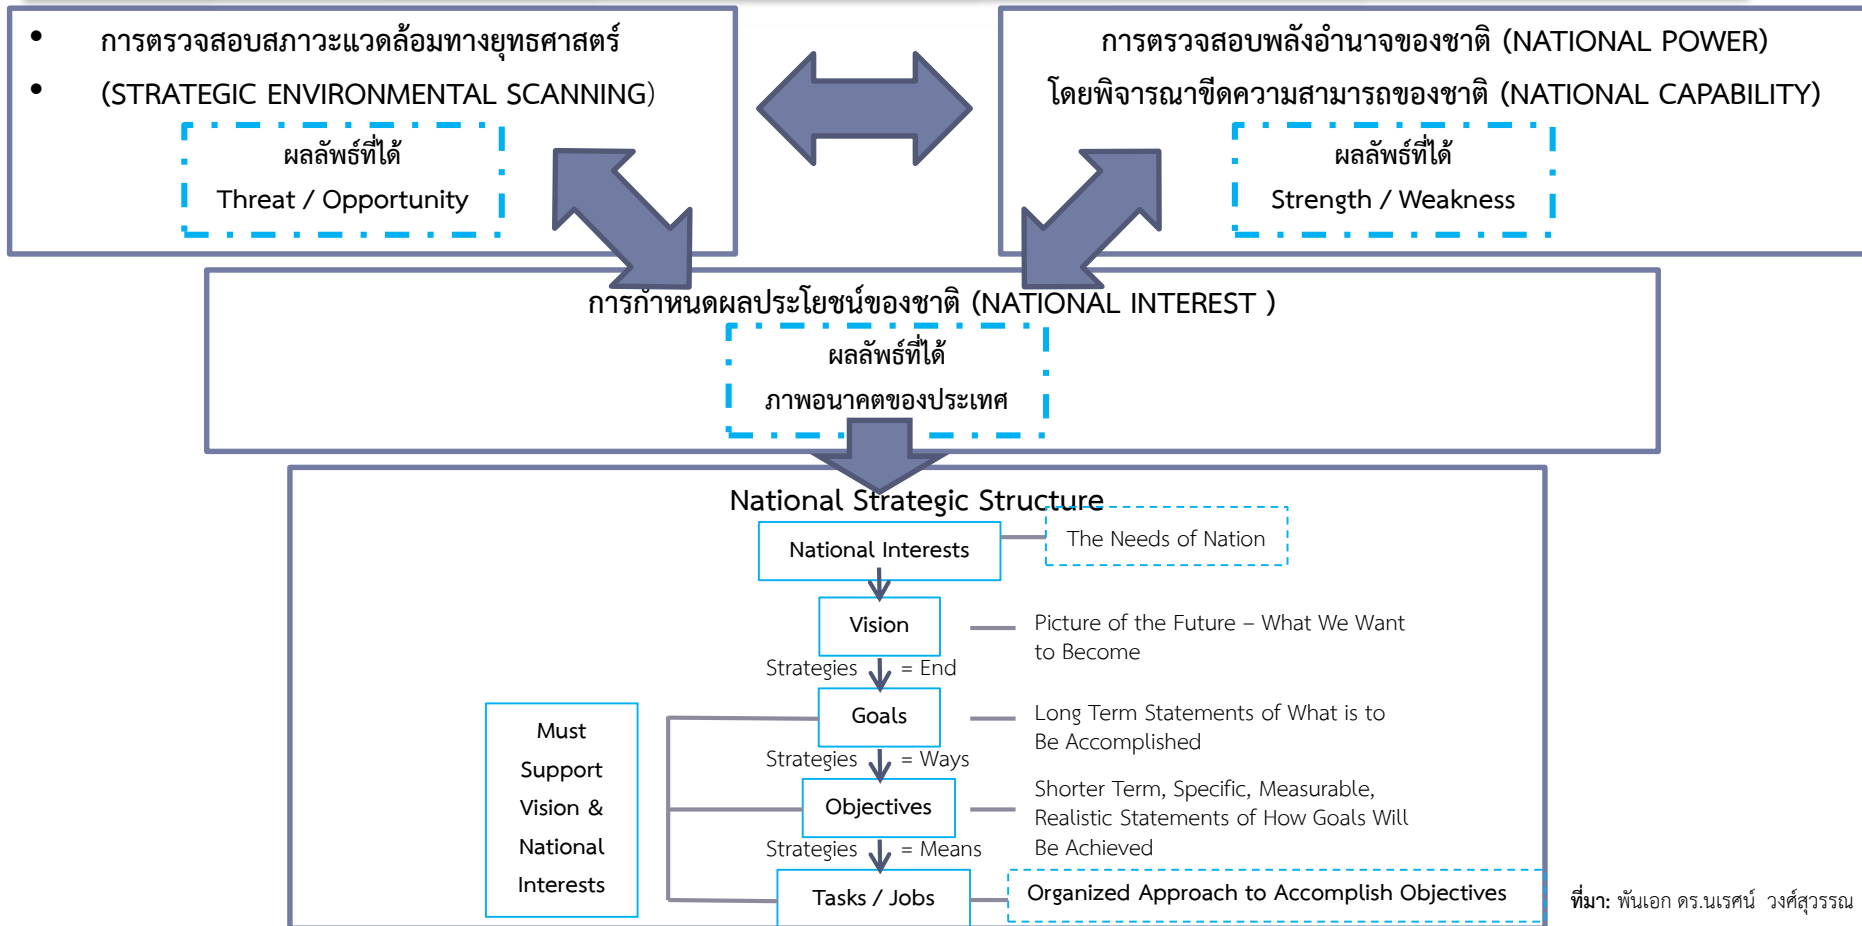 • การตรวจสอบสภาวะแวดล้อมทางยุทธศาสตร์
• (STRATEGIC ENVIRONMENTAL SCANNING)
ผลลัพธ์ที่ได้
Threat / Opportunity
การตรวจสอบพลังอำนาจของชาติ (NATIONAL POWER)
โดยพิจารณาขีดความสามารถของชาติ (NATIONAL CAPABILITY)
ผลลัพธ์ที่ได้
Strength / Weakness
การกำหนดผลประโยชน์ของชาติ (NATIONAL INTEREST )
ผลลัพธ์ที่ได้
ภาพอนาคตของประเทศ
National Strategic Structure
National Interests
The Needs of Nation
Vision
Picture of the Future – What We Want
to Become
Strategies = End
Goals
Long Term Statements of What is to
Be Accomplished
Strategies = Ways
Objectives
Shorter Term, Specific, Measurable,
Realistic Statements of How Goals Will
Be Achieved
Strategies = Means
Tasks / Jobs
Organized Approach to Accomplish Objectives
Must
Support
Vision &
National
Interests
ที่มา: พันเอก ดร.นเรศน์ วงศ์สุวรรณ